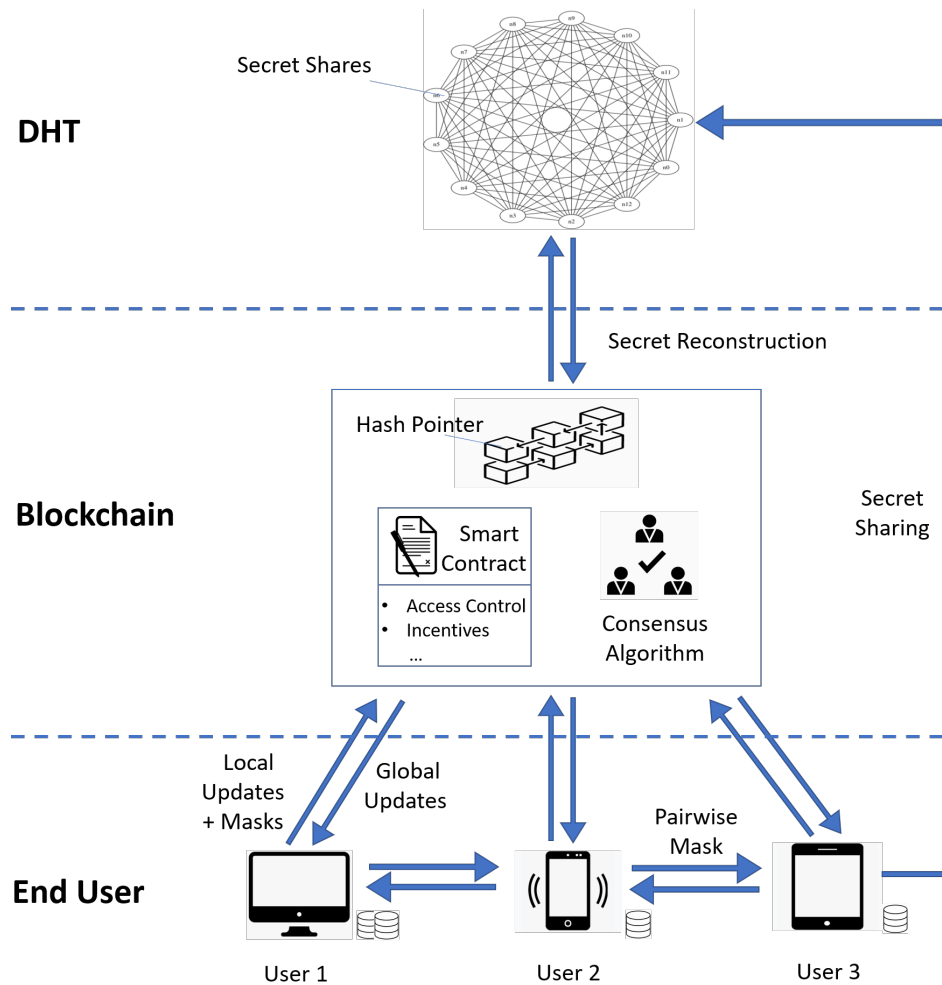 n9
n8
n10
n7
Secret Shares
n11
n6
DHT
n1
n5
n0
n4
n12
n3
n2
Secret Reconstruction
Hash Pointer
Blockchain
Secret
Sharing
Smart
Contract
• Access Control
• Incentives
...
Consensus
Algorithm
Local
Updates
+ Masks
Global
Updates
Pairwise
Mask
End User
User 1
User 2
User 3